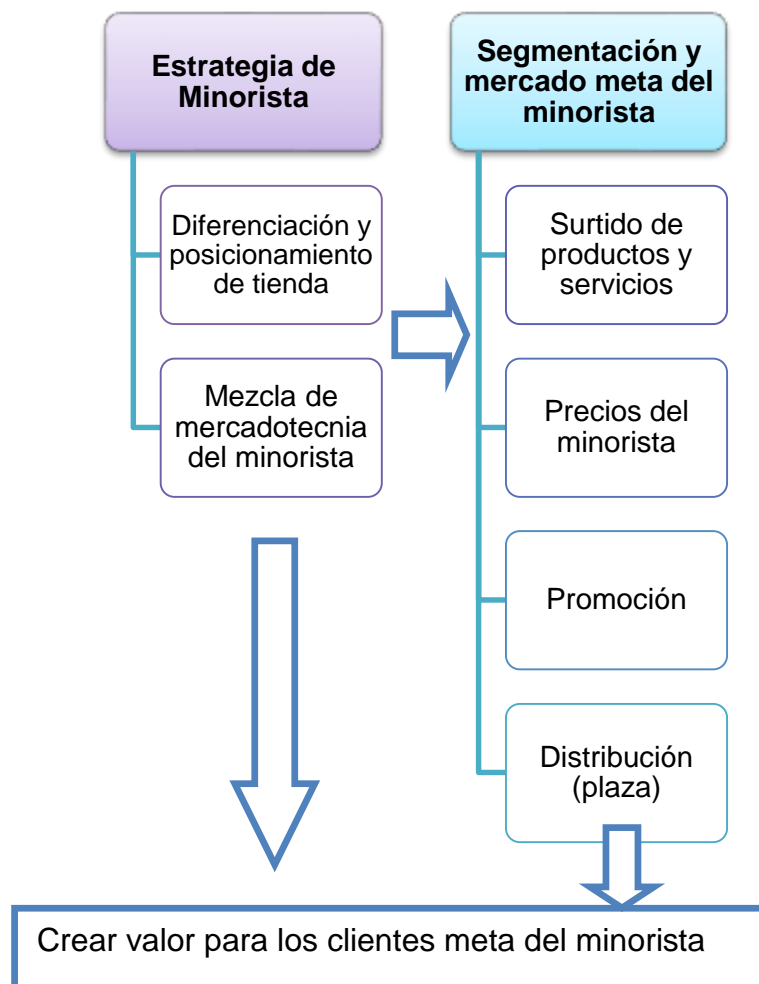 Estrategia de
Minorista
Diferenciación y
posicionamiento
de tienda
Mezcla de
mercadotecnia
del minorista
Segmentación y
mercado meta del
minorista
Surtido de
productos y
servicios
Precios del
minorista
Promoción
Distribución
(plaza)
Crear valor para los clientes meta del minorista